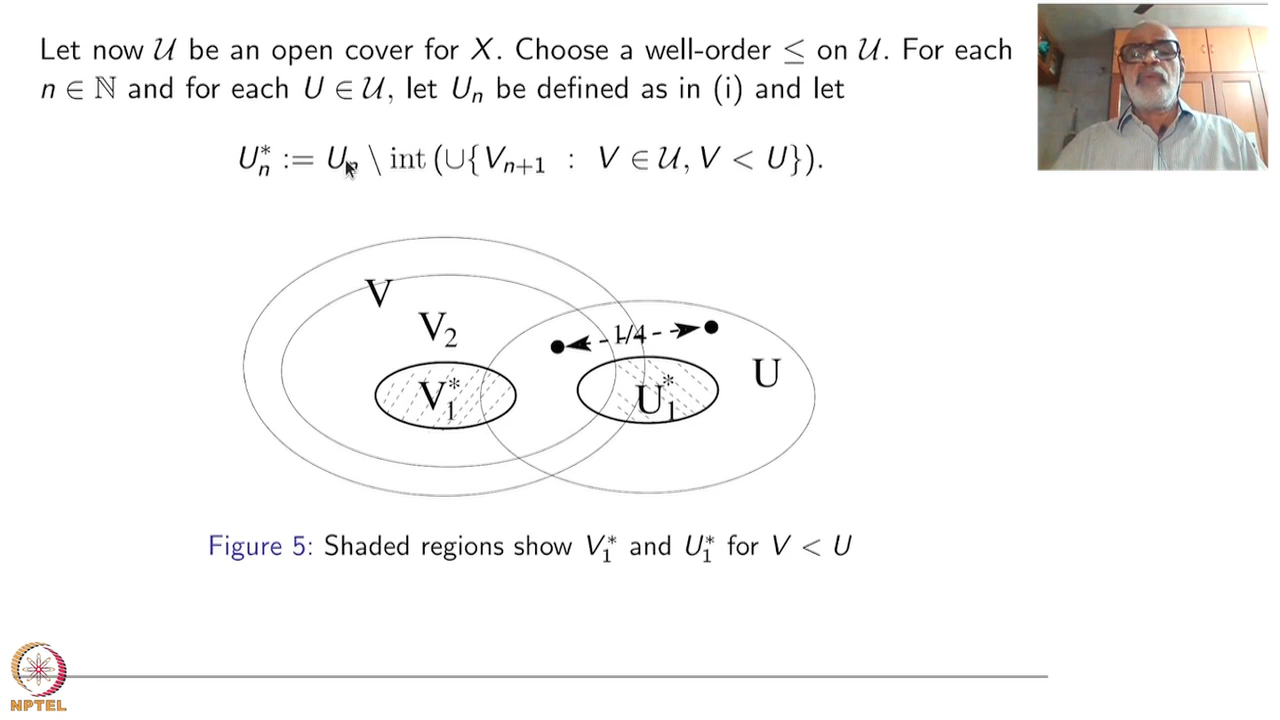 Let now 𝒰 be an open cover for X. Choose a well-order ≤ on 𝒰. For each
n ∈ ℕ and for each U ∈ 𝒰, let Uₙ be defined as in (i) and let
U*ₙ := Uₙ \ int (∪{Vₙ₊₁ : V ∈ 𝒰, V < U}).
V
V₂
1/4
U
V*₁
U*₁
Figure 5: Shaded regions show V*₁ and U*₁ for V < U
NPTEL